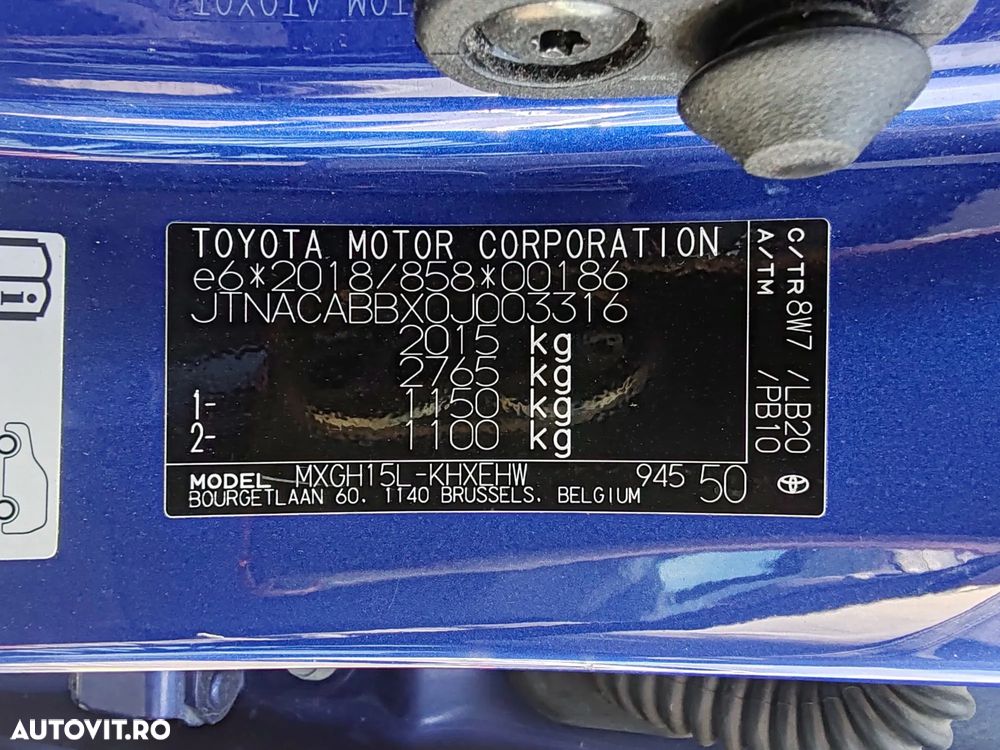 TOYOTA MOTOR CORPORATION
e6*2018/858*00186
JTNACABBX0J003316
2015 kg
2765 kg
1- 1150 kg
2- 1100 kg
MODEL MXGH15L-KHXEHW 945 50
BOURGETLAAN 60, 1140 BRUSSELS, BELGIUM
C/TR 8W7 /LB20
A/TM /PB10
AUTOVIT.RO